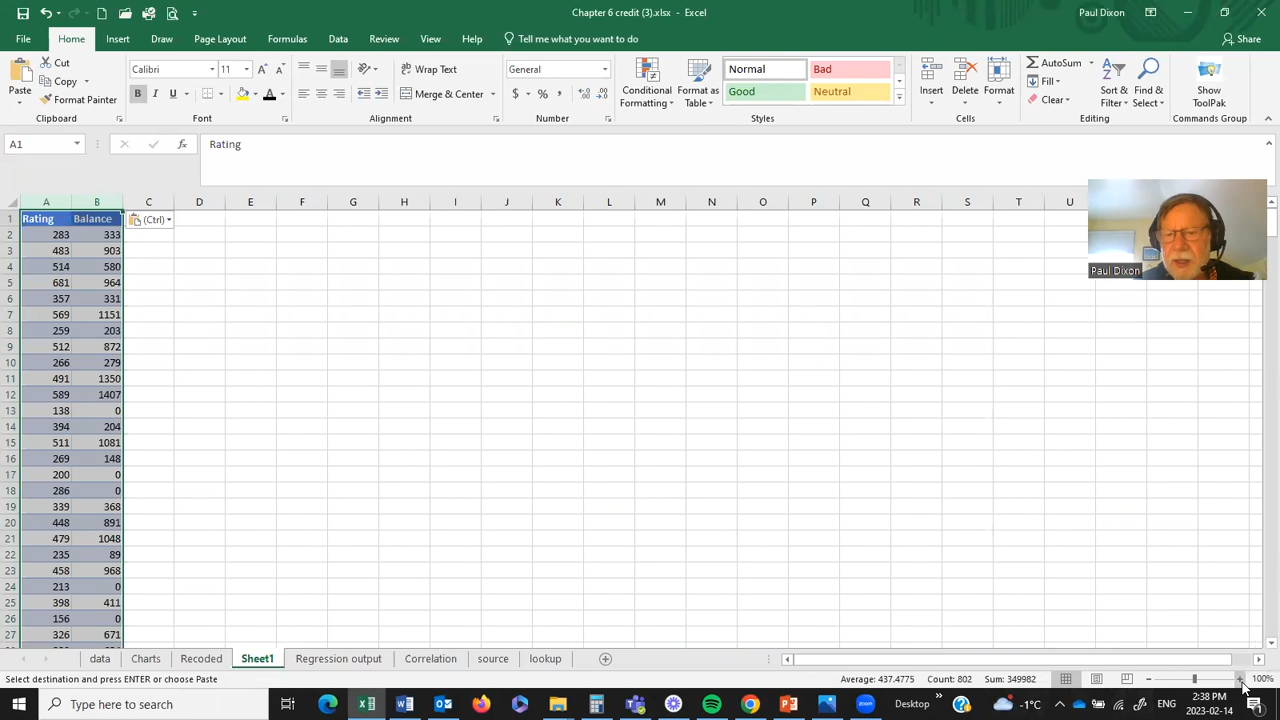 Chapter 6 credit (3).xlsx - Excel
Paul Dixon
File Home Insert Draw Page Layout Formulas Data Review View Help Tell me what you want to do Share
Paste
Cut
Copy
Format Painter
Clipboard
Calibri 11
B I U A
Font
Wrap Text
Merge & Center
Alignment
General
$ % ,
Number
Conditional Formatting
Format as Table
Normal Bad
Good Neutral
Styles
Insert Delete Format
Cells
AutoSum
Fill
Clear
Sort & Filter
Find & Select
Editing
Show ToolPak
Commands Group
A1 fx Rating
A B C D E F G H I J K L M N O P Q R S T U
1 Rating Balance (Ctrl)
2 283 333
3 483 903
4 514 580
5 681 964
6 357 331
7 569 1151
8 259 203
9 512 872
10 266 279
11 491 1350
12 589 1407
13 138 0
14 394 204
15 511 1081
16 269 148
17 200 0
18 286 0
19 339 368
20 448 891
21 479 1048
22 235 89
23 458 968
24 213 0
25 398 411
26 156 0
27 326 671
Paul Dixon
data Charts Recoded Sheet1 Regression output Correlation source lookup
Select destination and press ENTER or choose Paste Average: 437.4775 Count: 802 Sum: 349982 100%
Type here to search Desktop -1°C ENG 2:38 PM
2023-02-14